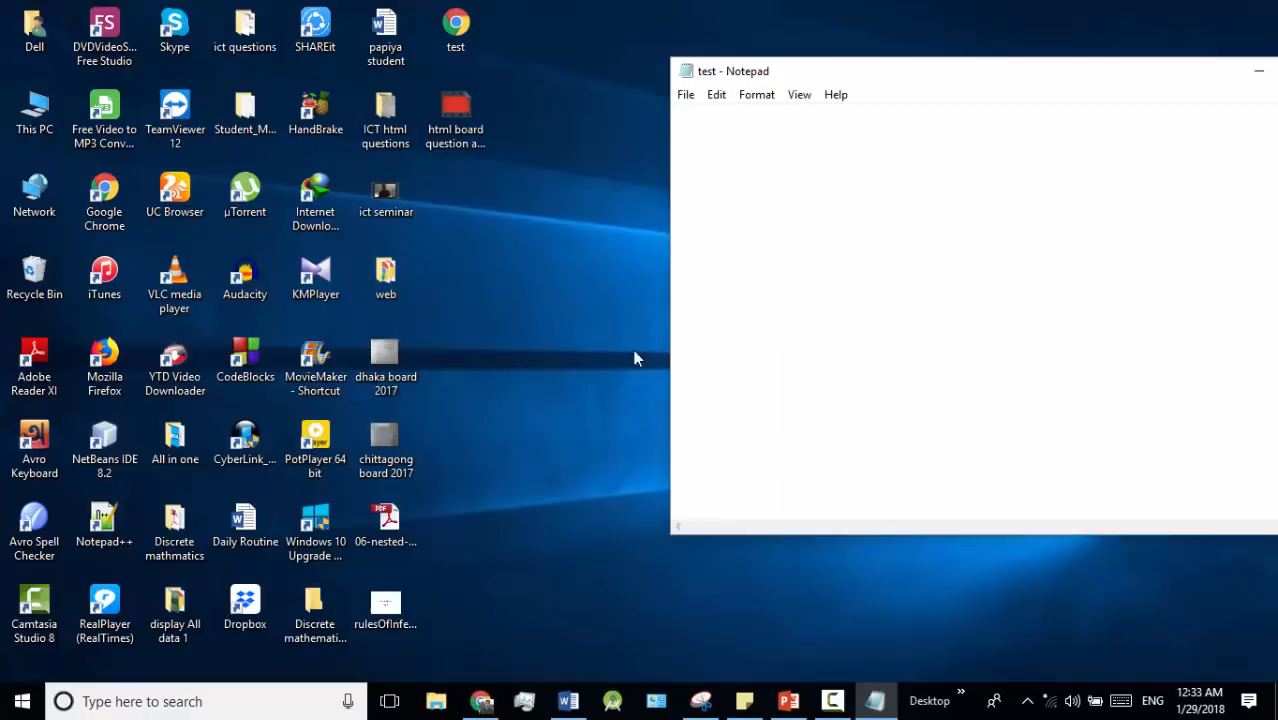 Dell
DVDVideoS...
Free Studio
Skype
ict questions
SHAREit
papiya
student
test
This PC
Free Video to
MP3 Conv...
TeamViewer
12
Student_M...
HandBrake
ICT html
questions
html board
question a...
Network
Google
Chrome
UC Browser
µTorrent
Internet
Downlo...
ict seminar
Recycle Bin
iTunes
VLC media
player
Audacity
KMPlayer
web
Adobe
Reader XI
Mozilla
Firefox
YTD Video
Downloader
CodeBlocks
MovieMaker
- Shortcut
dhaka board
2017
Avro
Keyboard
NetBeans IDE
8.2
All in one
CyberLink_...
PotPlayer 64
bit
chittagong
board 2017
Avro Spell
Checker
Notepad++
Discrete
mathmatics
Daily Routine
Windows 10
Upgrade ...
06-nested-...
Camtasia
Studio 8
RealPlayer
(RealTimes)
display All
data 1
Dropbox
Discrete
mathemati...
rulesOfInfe...
test - Notepad
File Edit Format View Help
Type here to search
Desktop
ENG
12:33 AM
1/29/2018